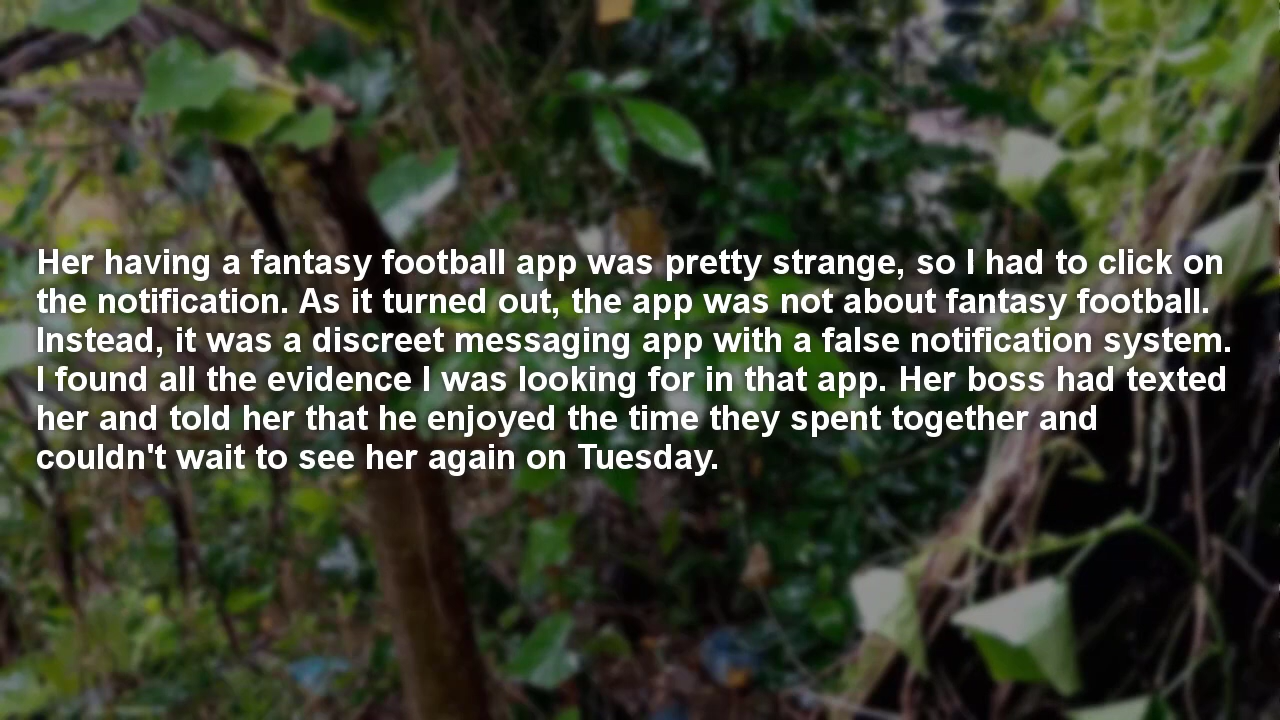 Her having a fantasy football app was pretty strange, so I had to click on
the notification. As it turned out, the app was not about fantasy football.
Instead, it was a discreet messaging app with a false notification system.
I found all the evidence I was looking for in that app. Her boss had texted
her and told her that he enjoyed the time they spent together and
couldn't wait to see her again on Tuesday.